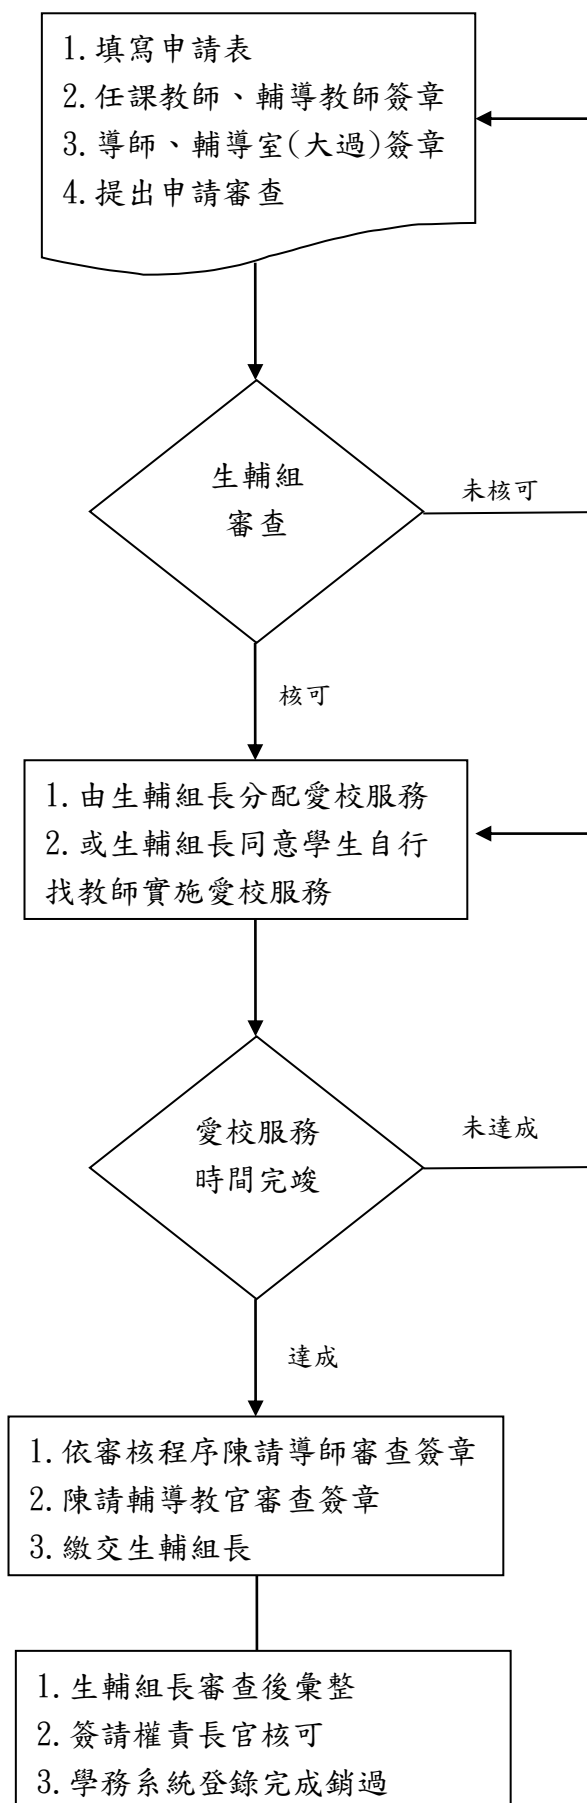 1.填寫申請表
2.任課教師、輔導教師簽章
3.導師、輔導室(大過)簽章
4.提出申請審查
生輔組
審查
未核可
核可
1.由生輔組長分配愛校服務
2.或生輔組長同意學生自行
找教師實施愛校服務
愛校服務
時間完竣
未達成
達成
1.依審核程序陳請導師審查簽章
2.陳請輔導教官審查簽章
3.繳交生輔組長
1.生輔組長審查後彙整
2.簽請權責長官核可
3.學務系統登錄完成銷過